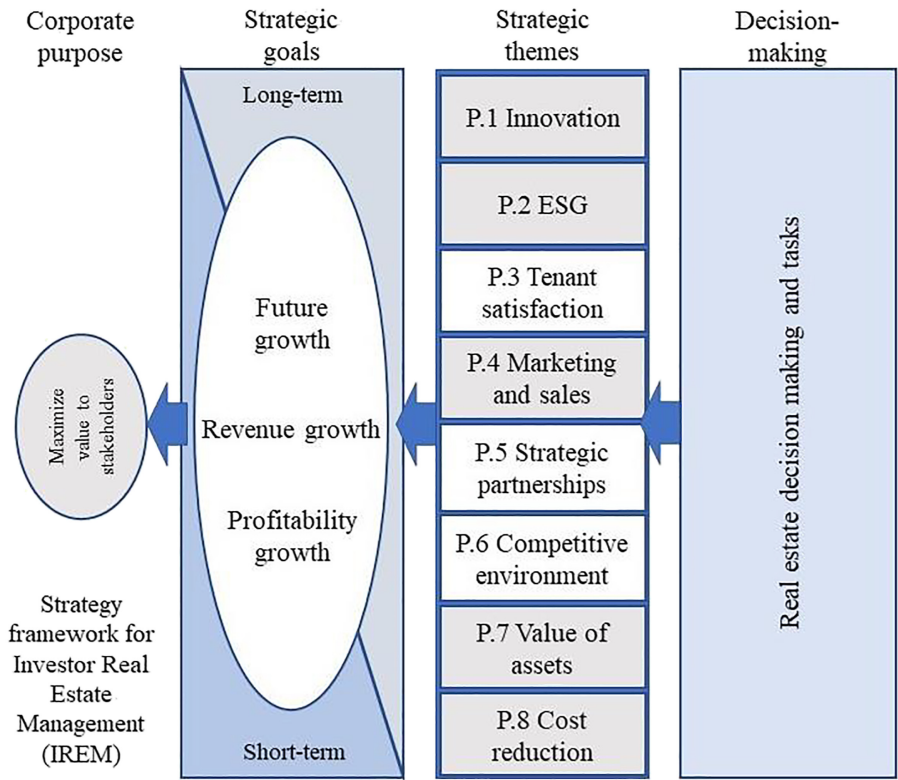 Corporate
purpose
Strategic
goals
Strategic
themes
Decision-
making
Long-term
Future
growth
Revenue growth
Profitability
growth
Short-term
P.1 Innovation
P.2 ESG
P.3 Tenant
satisfaction
P.4 Marketing
and sales
P.5 Strategic
partnerships
P.6 Competitive
environment
P.7 Value of
assets
P.8 Cost
reduction
Real estate decision making and tasks
Maximize
value to
stakeholders
Strategy
framework for
Investor Real
Estate
Management
(IREM)